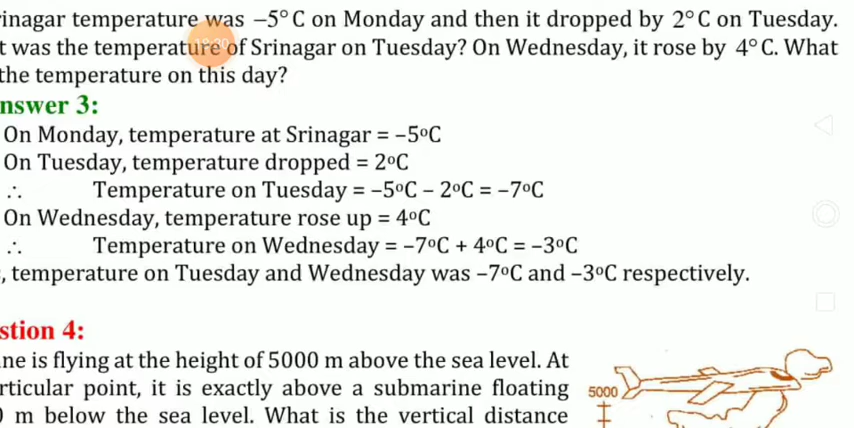 rinagar temperature was −5° C on Monday and then it dropped by 2° C on Tuesday.
t was the temperature of Srinagar on Tuesday? On Wednesday, it rose by 4° C. What
the temperature on this day?
nswer 3:
On Monday, temperature at Srinagar = −5°C
On Tuesday, temperature dropped = 2°C
∴ Temperature on Tuesday = −5°C − 2°C = −7°C
On Wednesday, temperature rose up = 4°C
∴ Temperature on Wednesday = −7°C + 4°C = −3°C
, temperature on Tuesday and Wednesday was −7°C and −3°C respectively.
stion 4:
ne is flying at the height of 5000 m above the sea level. At
rticular point, it is exactly above a submarine floating
m below the sea level. What is the vertical distance
5000